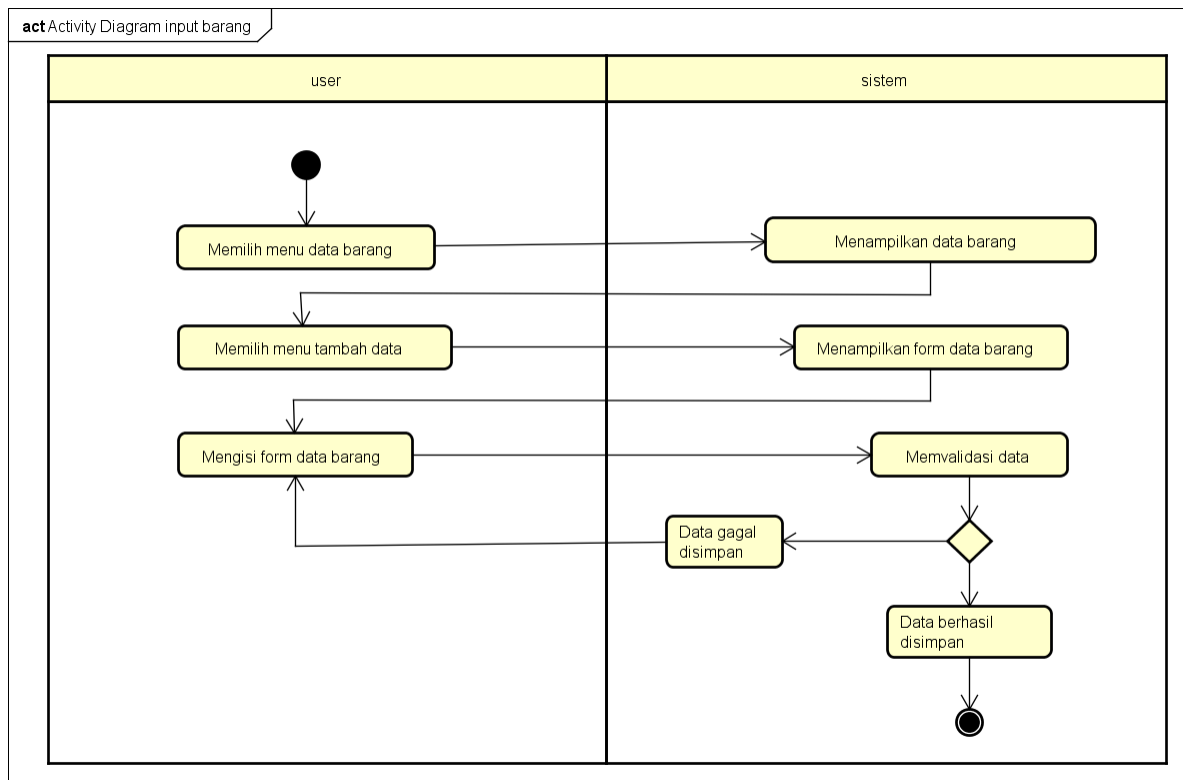 act Activity Diagram input barang
user
sistem
Memilih menu data barang
Menampilkan data barang
Memilih menu tambah data
Menampilkan form data barang
Mengisi form data barang
Memvalidasi data
Data gagal
disimpan
Data berhasil
disimpan